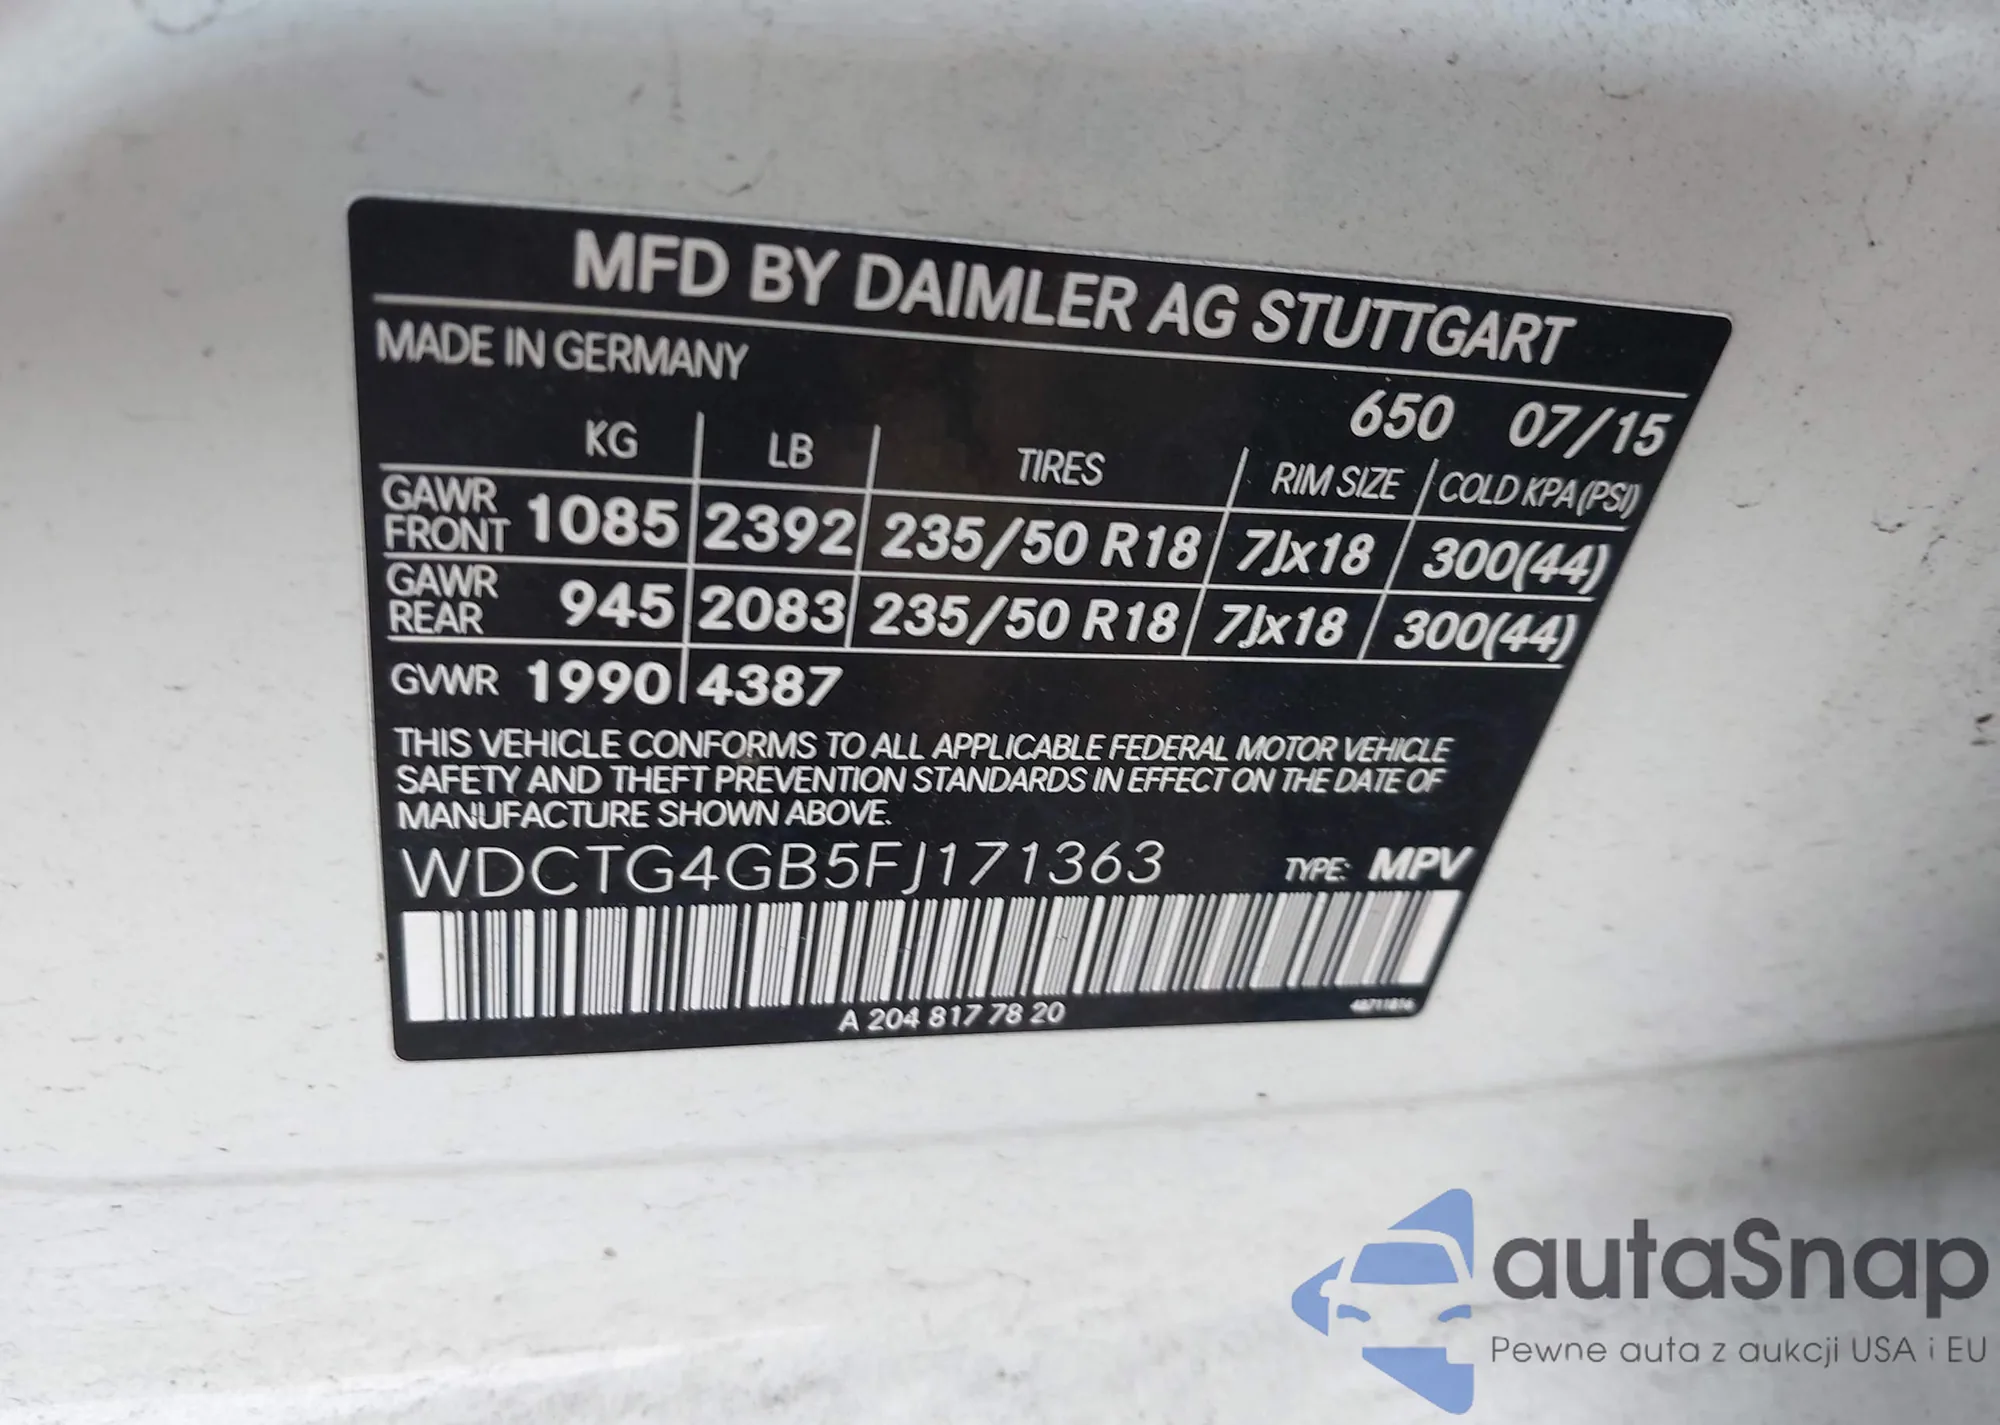 MFD BY DAIMLER AG STUTTGART
MADE IN GERMANY
650 07/15
KG LB TIRES RIM SIZE COLD KPA (PSI)
GAWR FRONT 1085 2392 235/50 R18 7Jx18 300(44)
GAWR REAR 945 2083 235/50 R18 7Jx18 300(44)
GVWR 1990 4387
THIS VEHICLE CONFORMS TO ALL APPLICABLE FEDERAL MOTOR VEHICLE
SAFETY AND THEFT PREVENTION STANDARDS IN EFFECT ON THE DATE OF
MANUFACTURE SHOWN ABOVE.
WDCTG4GB5FJ171363 TYPE: MPV
A 204 817 78 20
autaSnap
Pewne auta z aukcji USA i EU